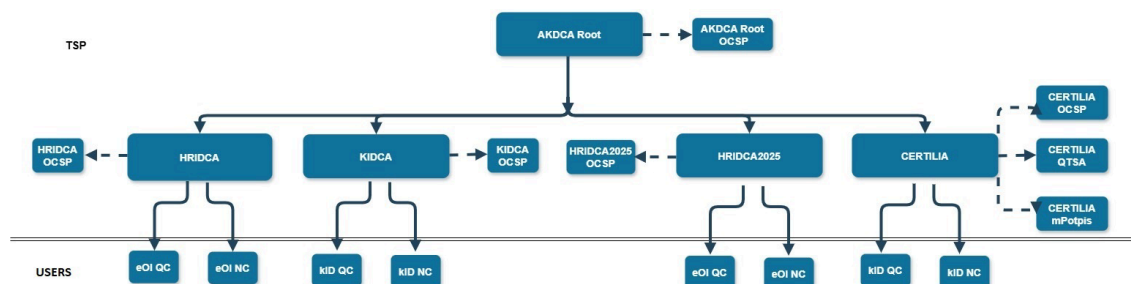 TSP
AKDCA Root
AKDCA Root
OCSP
HRIDCA
OCSP
HRIDCA
KIDCA
KIDCA
OCSP
HRIDCA2025
OCSP
HRIDCA2025
CERTILIA
CERTILIA
OCSP
CERTILIA
QTSA
CERTILIA
mPotpis
USERS
eOI QC
eOI NC
kID QC
kID NC
eOI QC
eOI NC
kID QC
kID NC